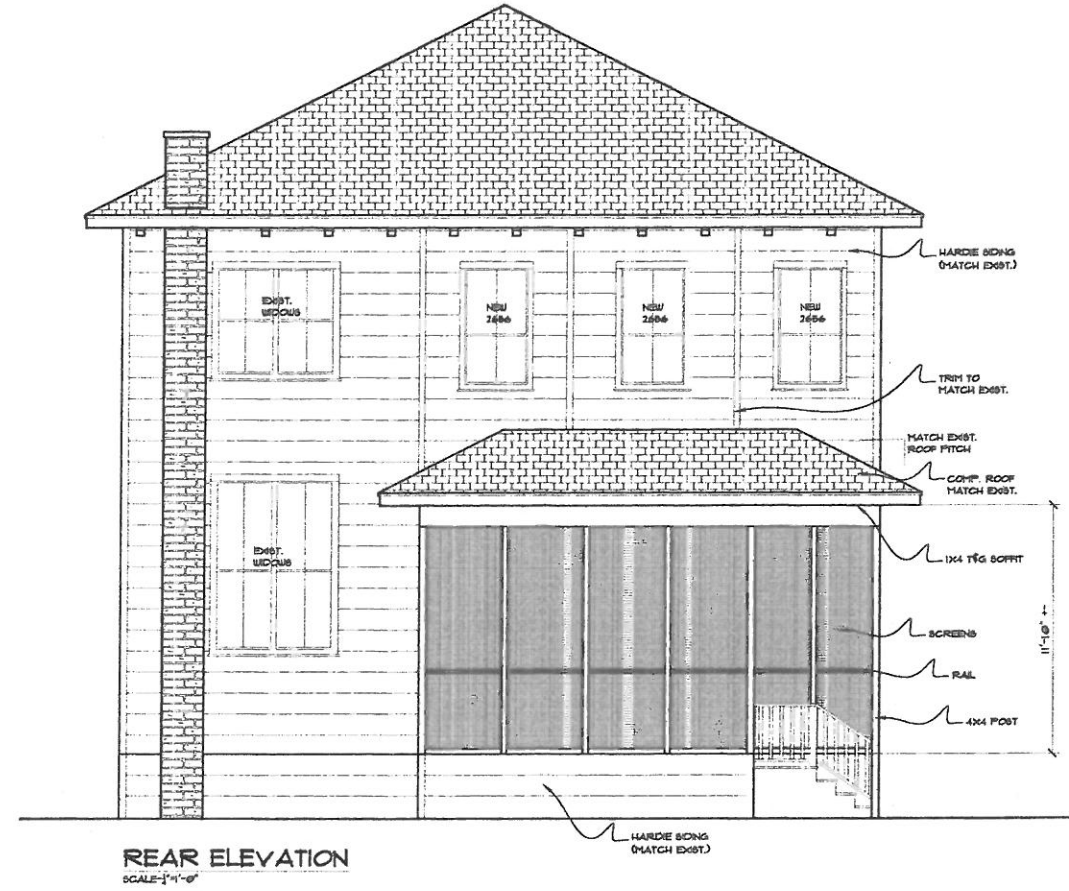 HARDIE SIDING
(MATCH EXIST.)
EXIST.
WIDOWS
NEW
2656
NEW
2656
NEW
2656
TRIM TO
MATCH EXIST.
MATCH EXIST.
ROOF PITCH
COMP. ROOF
MATCH EXIST.
EXIST.
WIDOWS
1X4 T&G SOFFIT
11'-10" +-
SCREENS
RAIL
4X4 POST
HARDIE SIDING
(MATCH EXIST.)
REAR ELEVATION